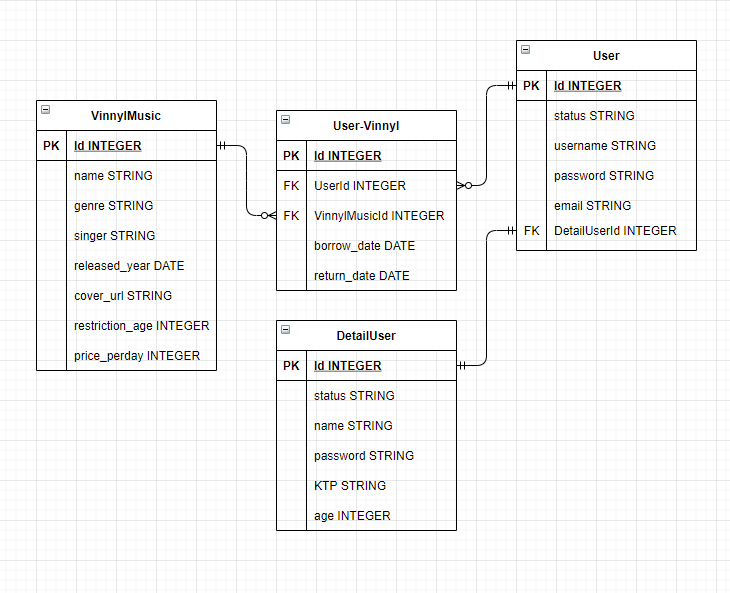 VinnylMusic
PK Id INTEGER
name STRING
genre STRING
singer STRING
released_year DATE
cover_url STRING
restriction_age INTEGER
price_perday INTEGER
User-Vinnyl
PK Id INTEGER
FK UserId INTEGER
FK VinnylMusicId INTEGER
borrow_date DATE
return_date DATE
User
PK Id INTEGER
status STRING
username STRING
password STRING
email STRING
FK DetailUserId INTEGER
DetailUser
PK Id INTEGER
status STRING
name STRING
password STRING
KTP STRING
age INTEGER